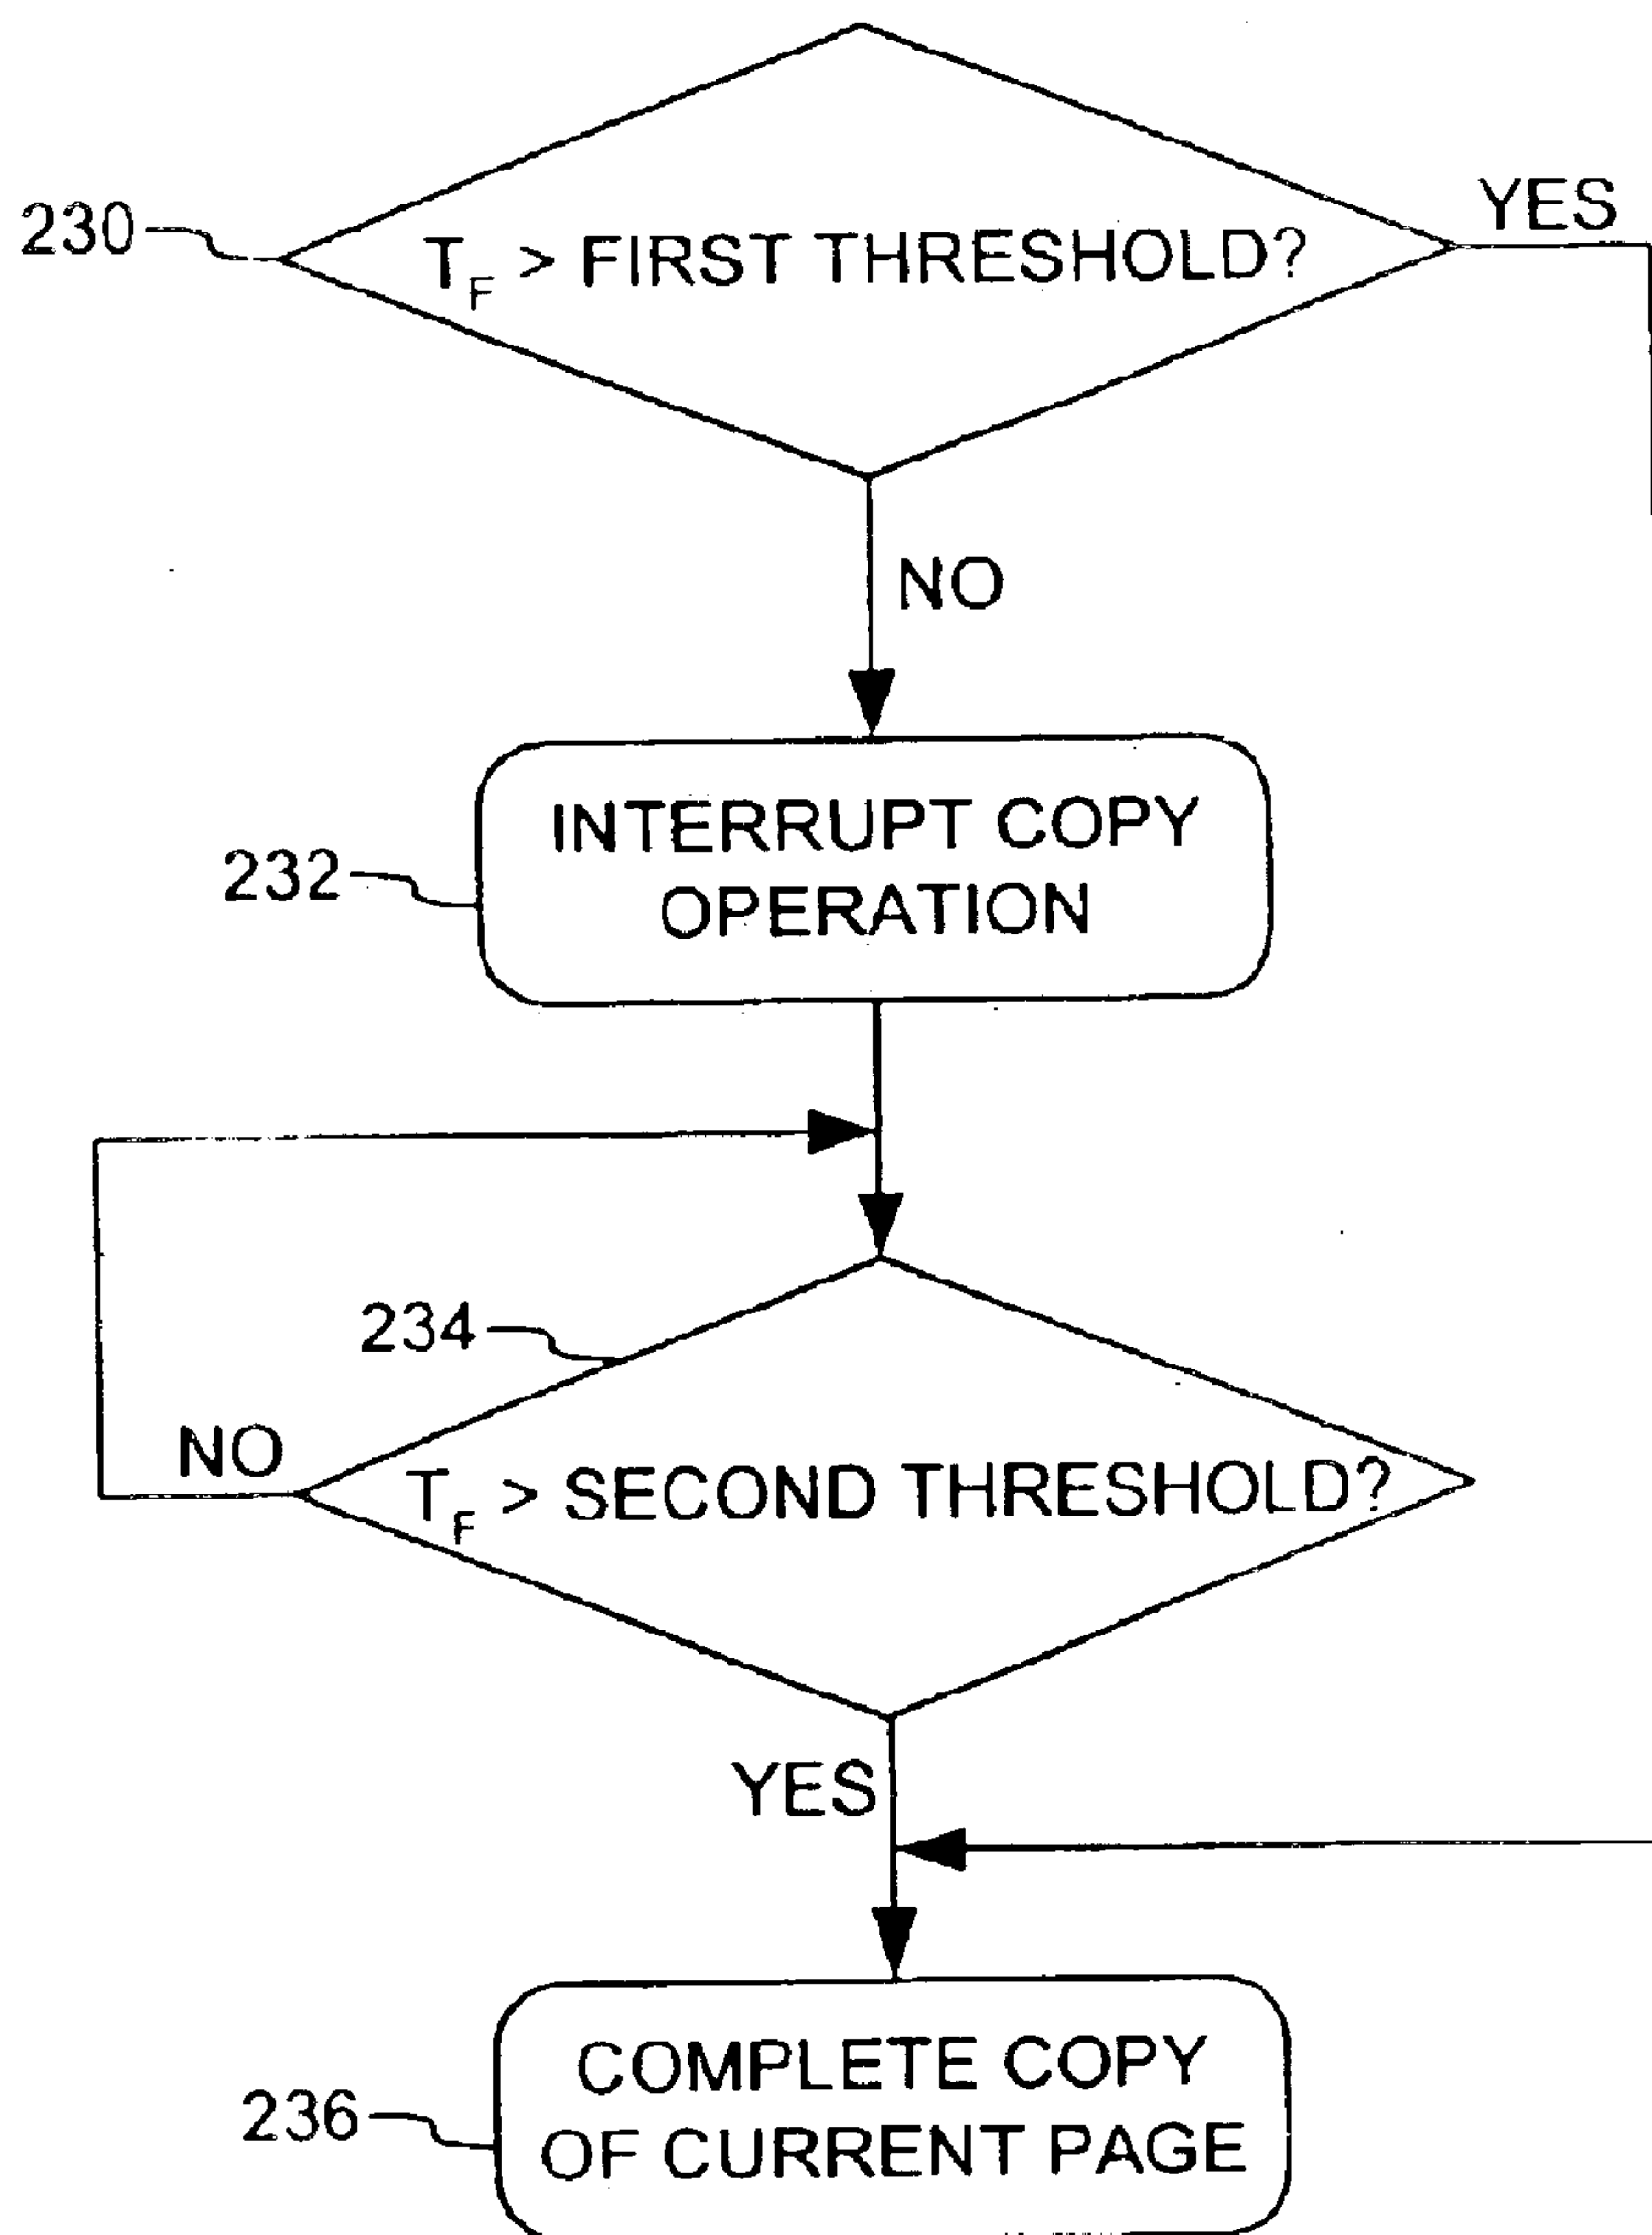 230
T_F > FIRST THRESHOLD?
YES
NO
232
INTERRUPT COPY
OPERATION
234
NO
T_F > SECOND THRESHOLD?
YES
236
COMPLETE COPY
OF CURRENT PAGE